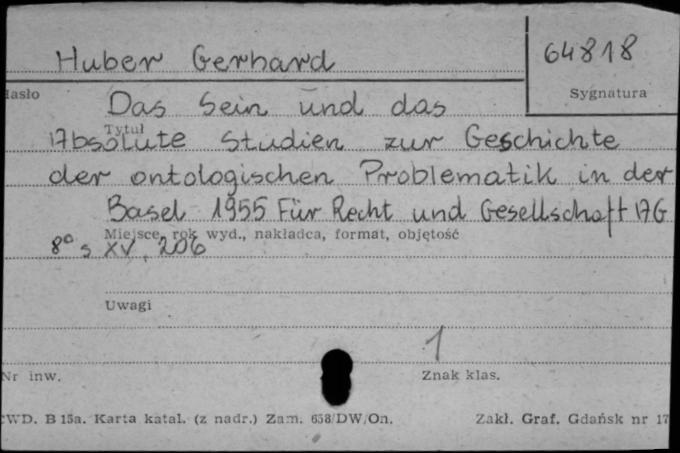 Huber Gerhard
64818
Hasło
Sygnatura
Das Sein und das
Tytuł
Absolute Studien zur Geschichte
der ontologischen Problematik in der
Basel 1955 Für Recht und Gesellschaft AG
Miejsce, rok wyd., nakładca, format, objętość
8° s XV, 206
Uwagi
1
Nr inw.
Znak klas.
CWD. B 15a. Karta katal. (z nadr.) Zam. 658/DW/On.
Zakł. Graf. Gdańsk nr 17